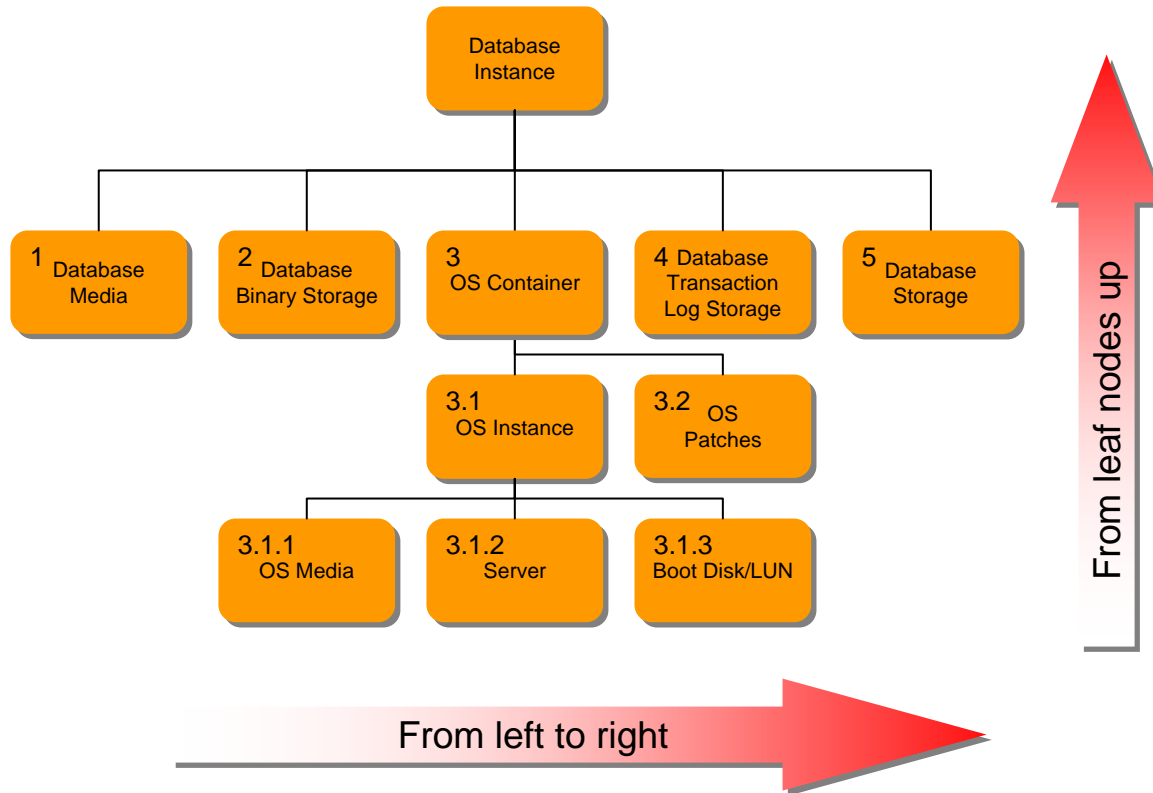 Database
Instance
1 Database
Media
2 Database
Binary Storage
3
OS Container
4 Database
Transaction
Log Storage
5 Database
Storage
3.1
OS Instance
3.2 OS
Patches
3.1.1
OS Media
3.1.2
Server
3.1.3
Boot Disk/LUN
From leaf nodes up
From left to right